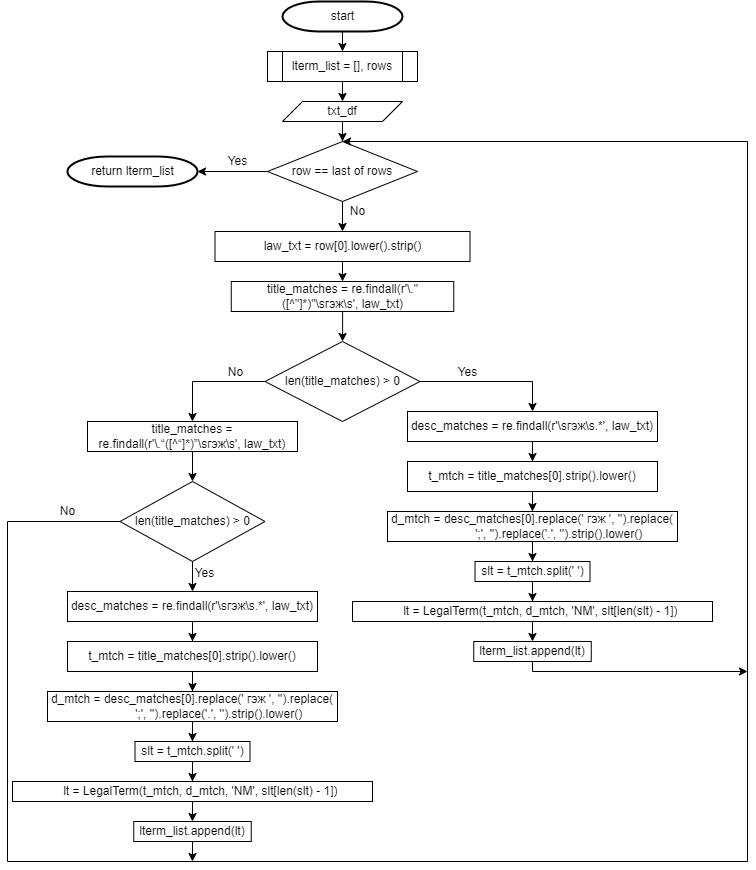 start
lterm_list = [], rows
txt_df
row == last of rows
Yes
return lterm_list
No
law_txt = row[0].lower().strip()
title_matches = re.findall(r'\."
([^"]*)"\sгэж\s', law_txt)
len(title_matches) > 0
No
Yes
title_matches =
re.findall(r'\.“([^“]*)”\sгэж\s', law_txt)
len(title_matches) > 0
No
Yes
desc_matches = re.findall(r'\sгэж\s.*', law_txt)
t_mtch = title_matches[0].strip().lower()
d_mtch = desc_matches[0].replace(' гэж ', '').replace(
';', '').replace('.', '').strip().lower()
slt = t_mtch.split(' ')
lt = LegalTerm(t_mtch, d_mtch, 'NM', slt[len(slt) - 1])
lterm_list.append(lt)
desc_matches = re.findall(r'\sгэж\s.*', law_txt)
t_mtch = title_matches[0].strip().lower()
d_mtch = desc_matches[0].replace(' гэж ', '').replace(
';', '').replace('.', '').strip().lower()
slt = t_mtch.split(' ')
lt = LegalTerm(t_mtch, d_mtch, 'NM', slt[len(slt) - 1])
lterm_list.append(lt)